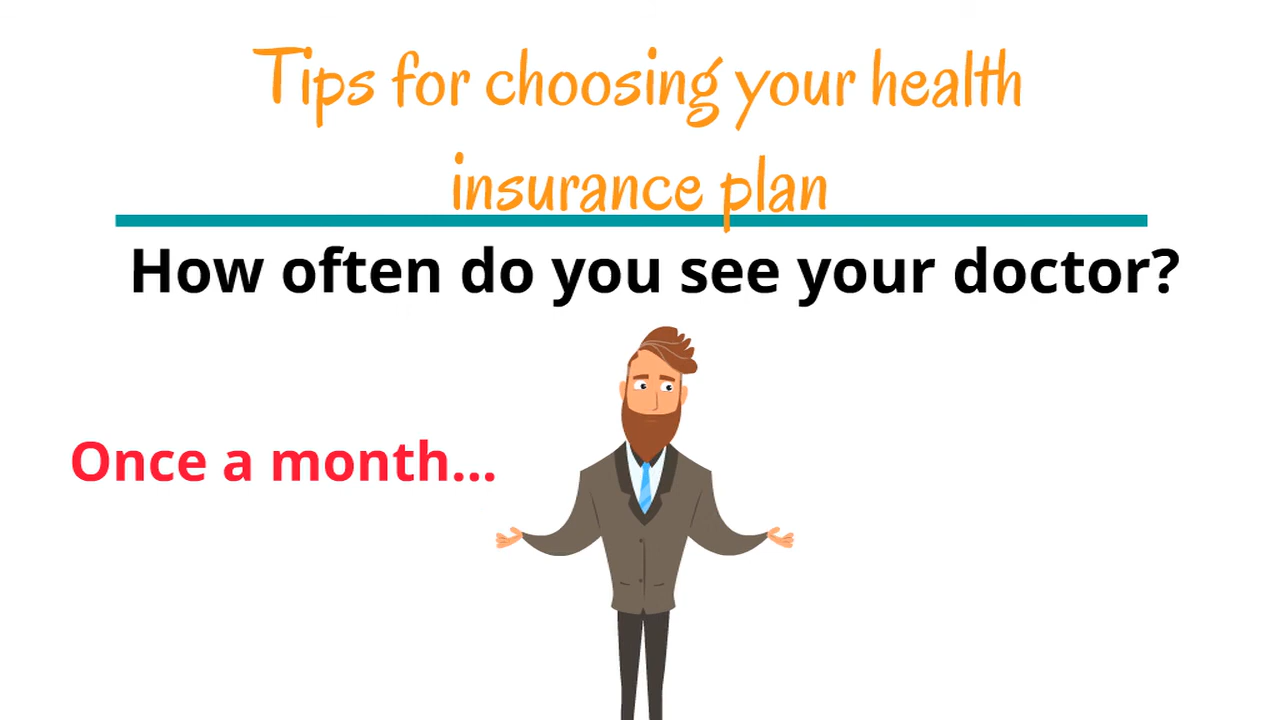 Tips for choosing your health
insurance plan
How often do you see your doctor?
Once a month...